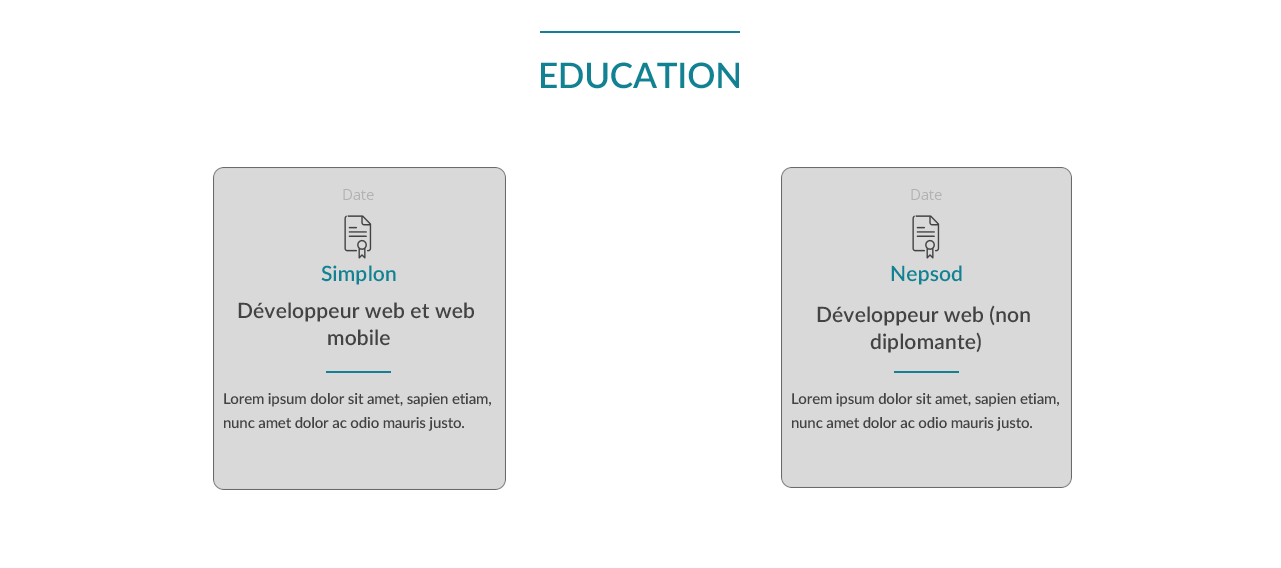 EDUCATION
Date
Simplon
Développeur web et web
mobile
Lorem ipsum dolor sit amet, sapien etiam,
nunc amet dolor ac odio mauris justo.
Date
Nepsod
Développeur web (non
diplomante)
Lorem ipsum dolor sit amet, sapien etiam,
nunc amet dolor ac odio mauris justo.